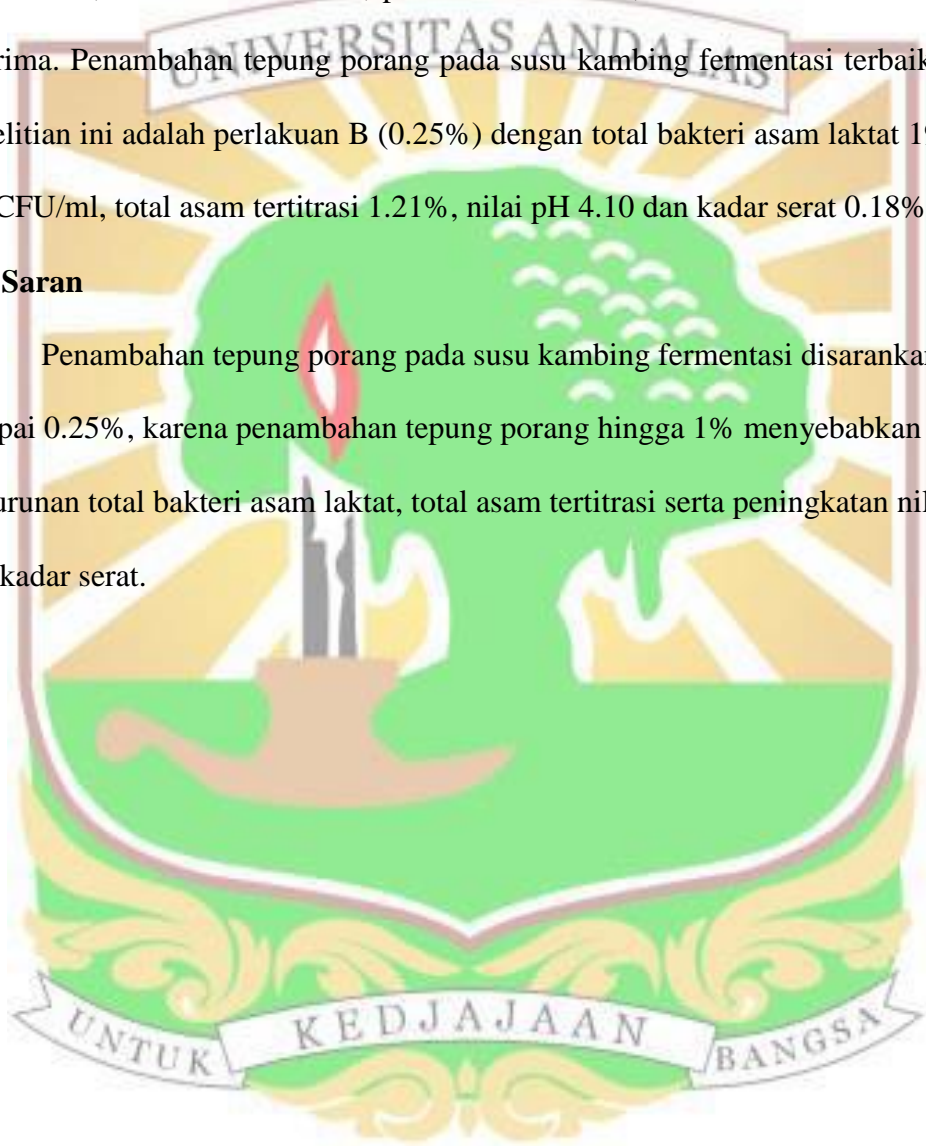 UNIVERSITAS ANDALAS
rima. Penambahan tepung porang pada susu kambing fermentasi terbaik
elitian ini adalah perlakuan B (0.25%) dengan total bakteri asam laktat 19
CFU/ml, total asam tertitrasi 1.21%, nilai pH 4.10 dan kadar serat 0.18%
Saran
Penambahan tepung porang pada susu kambing fermentasi disarankan
pai 0.25%, karena penambahan tepung porang hingga 1% menyebabkan
urunan total bakteri asam laktat, total asam tertitrasi serta peningkatan nil
kadar serat.
UNTUK KEDJAJAAN BANGSA